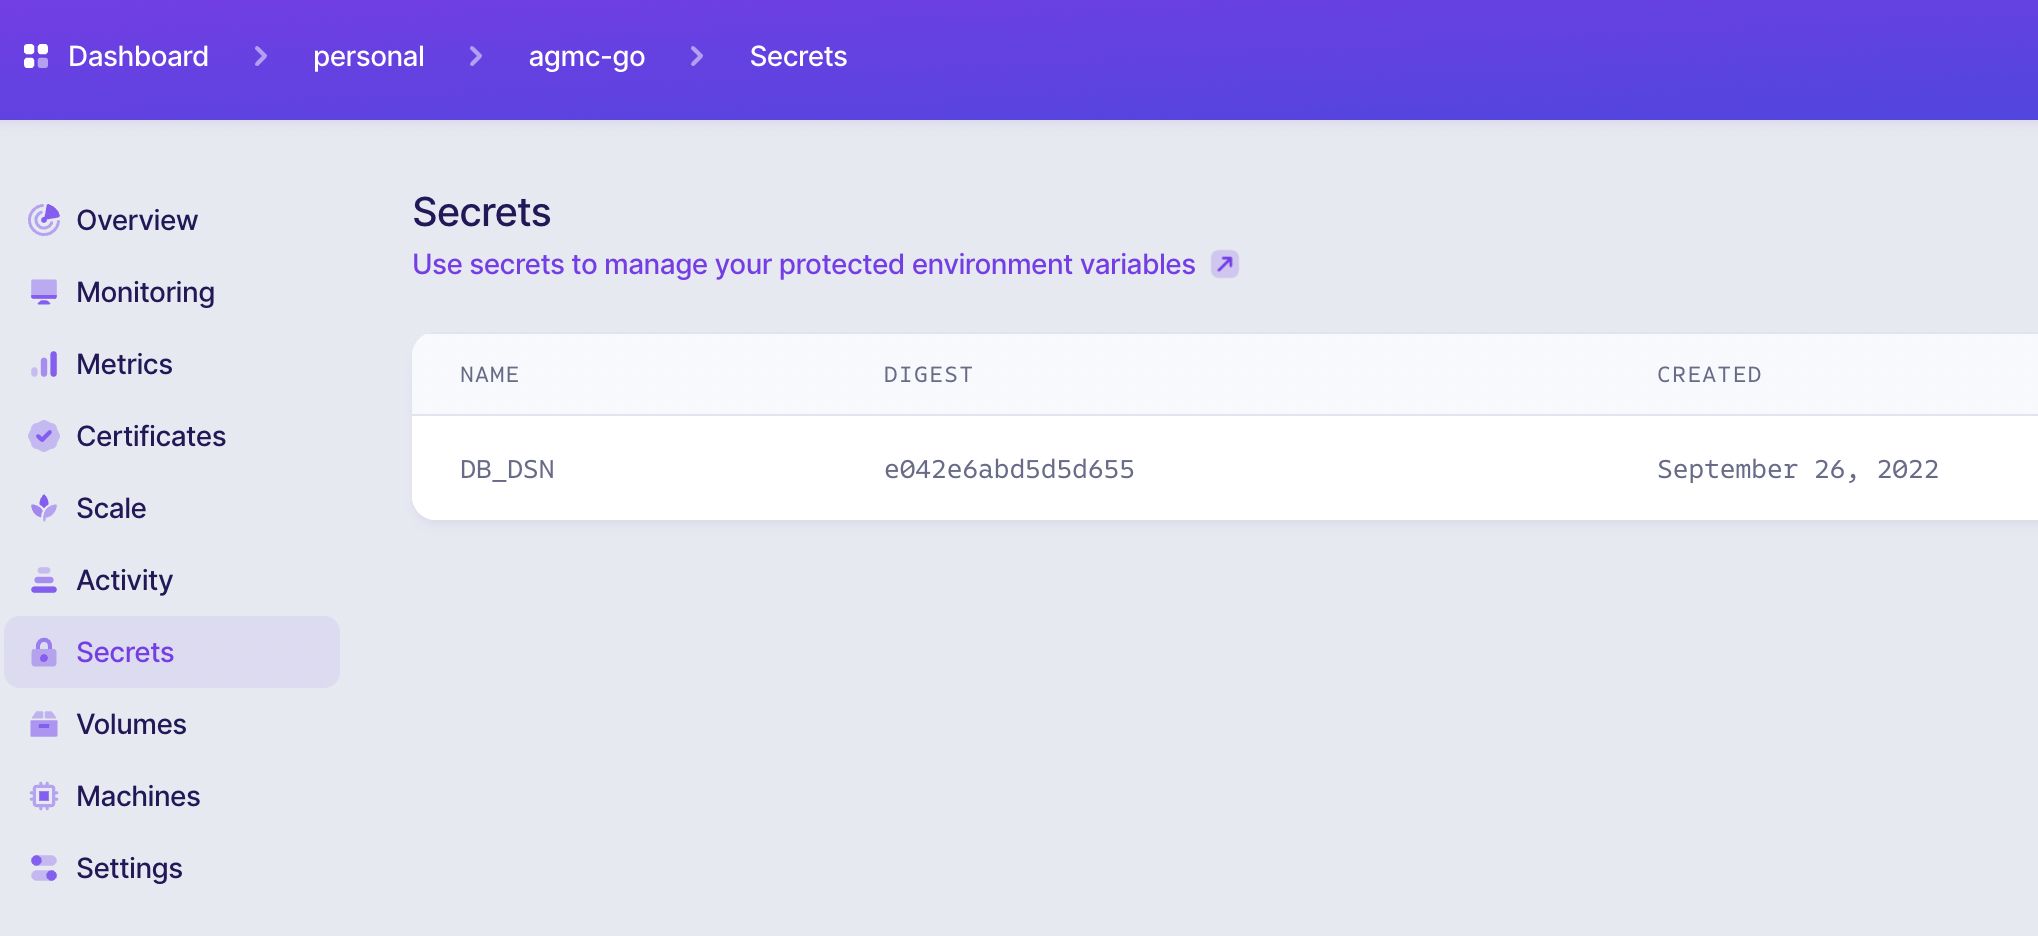 Dashboard personal agmc-go Secrets
Overview
Monitoring
Metrics
Certificates
Scale
Activity
Secrets
Volumes
Machines
Settings
Secrets
Use secrets to manage your protected environment variables
NAME DIGEST CREATED
DB_DSN e042e6abd5d5d655 September 26, 2022